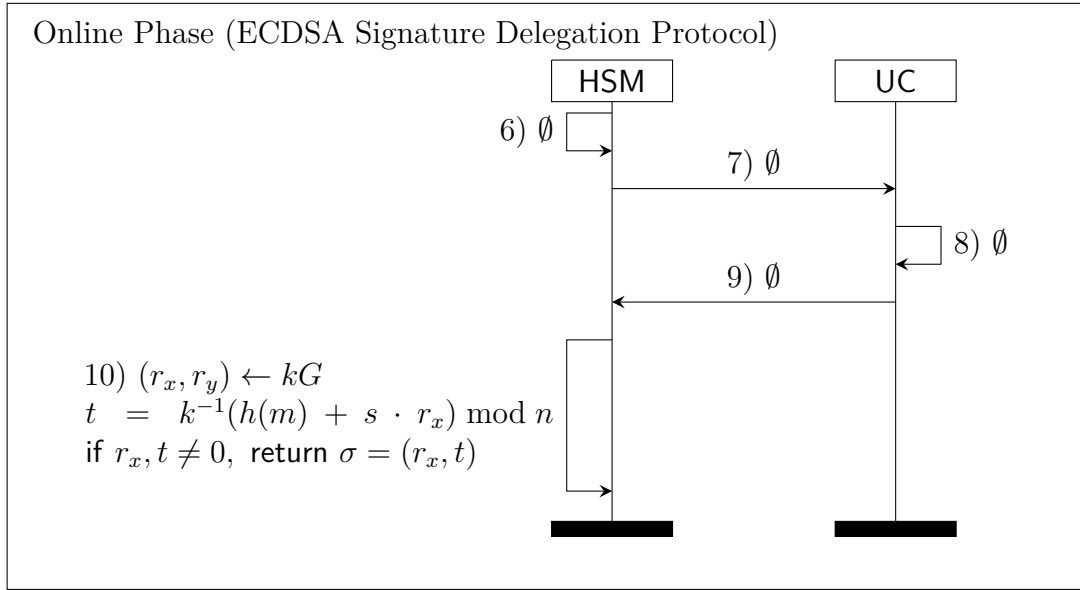 Online Phase (ECDSA Signature Delegation Protocol)
HSM
UC
6) ∅
7) ∅
8) ∅
9) ∅
10) (r_x, r_y) ← kG
t = k^{-1}(h(m) + s · r_x) mod n
if r_x, t ≠ 0, return σ = (r_x, t)